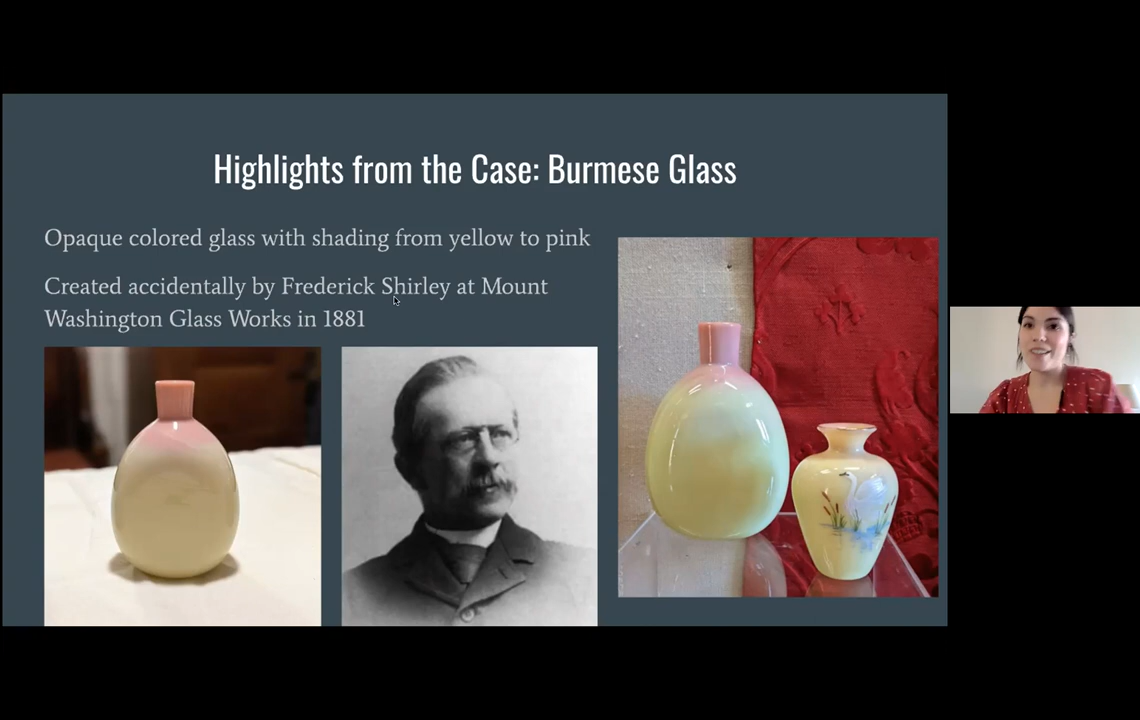 Highlights from the Case: Burmese Glass
Opaque colored glass with shading from yellow to pink
Created accidentally by Frederick Shirley at Mount
Washington Glass Works in 1881